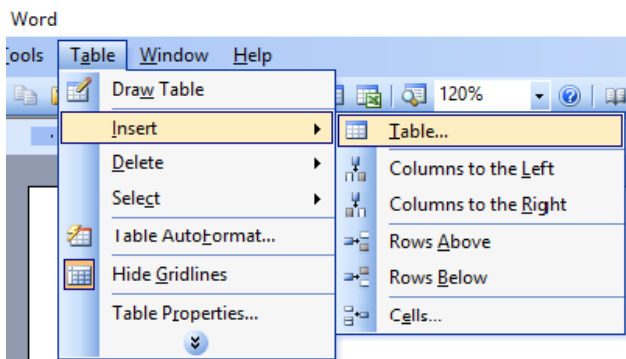 Word
Tools Table Window Help
Draw Table 120%
Insert Table...
Delete Columns to the Left
Select Columns to the Right
Table AutoFormat... Rows Above
Hide Gridlines Rows Below
Table Properties... Cells...